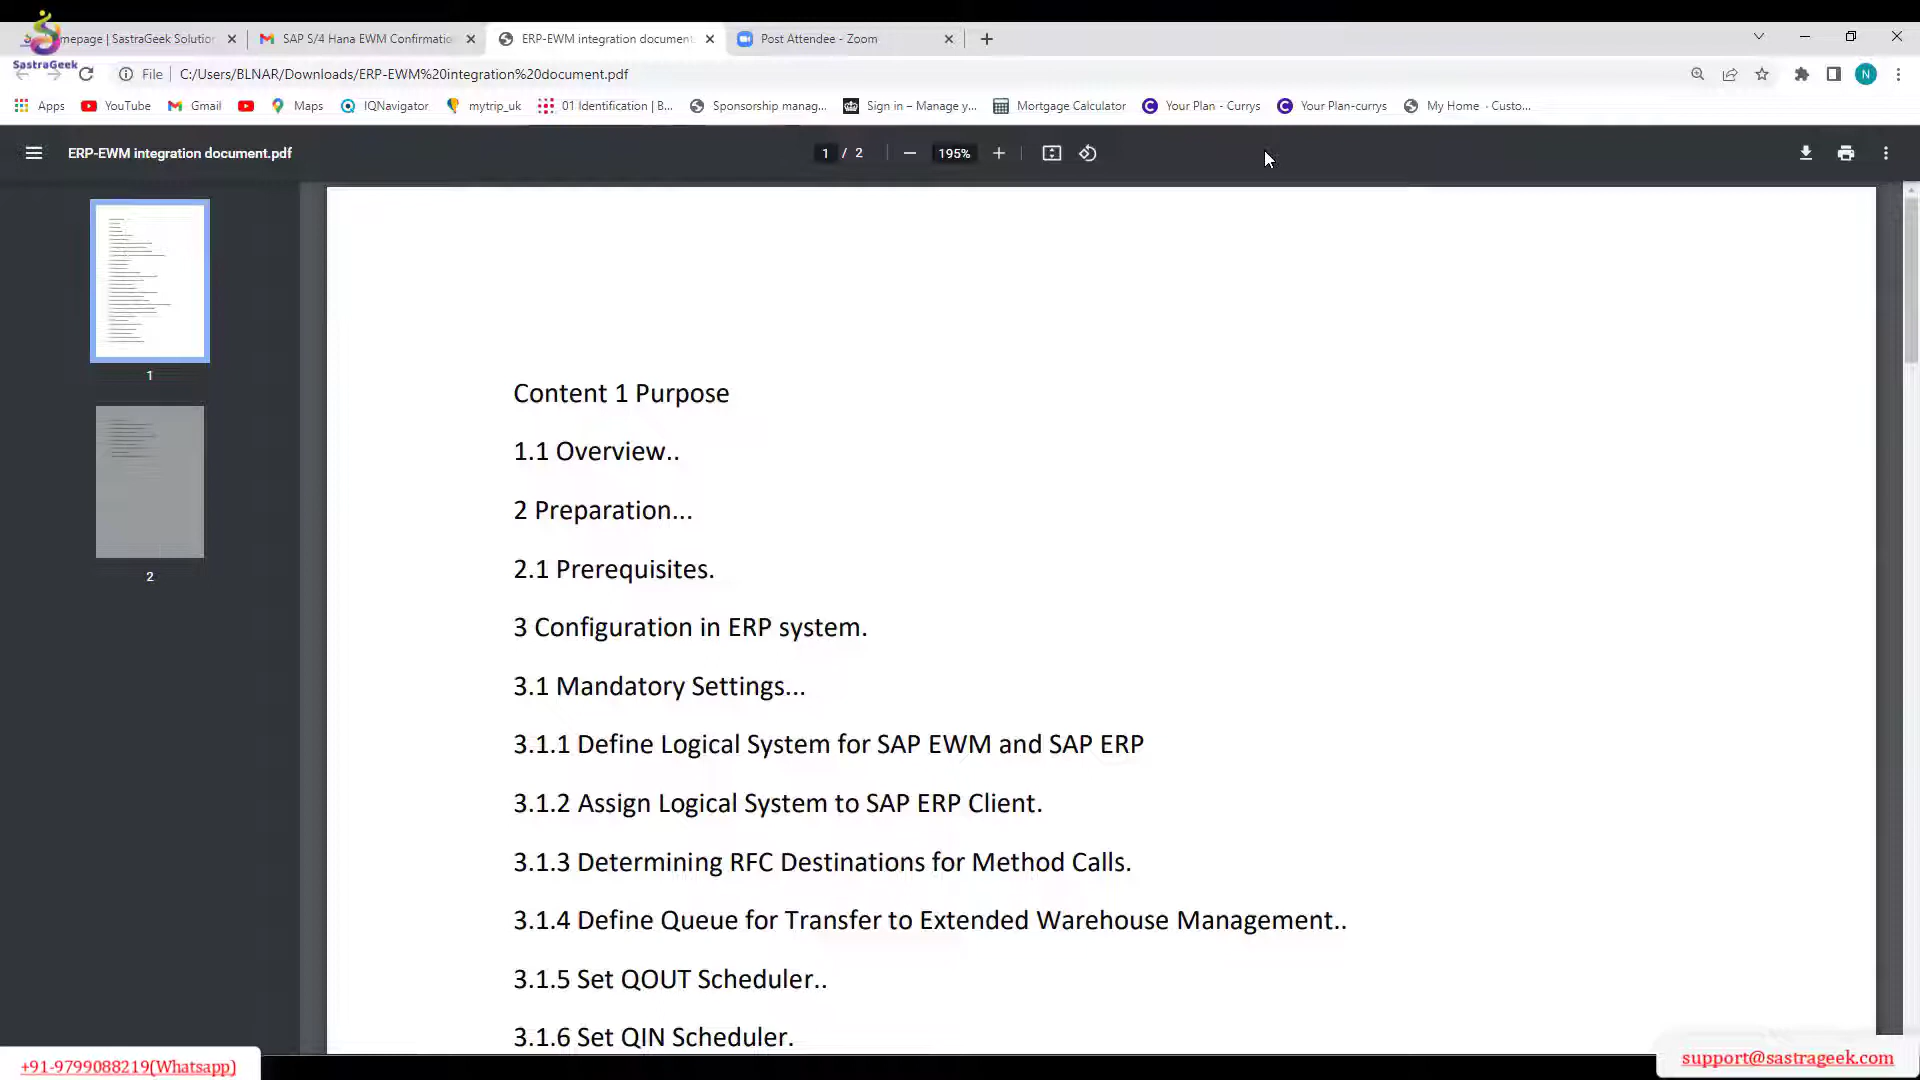 mepage | SastraGeek Solution
SAP S/4 Hana EWM Confirmatio
ERP-EWM integration document.
Post Attendee - Zoom
SastraGeek
File
C:/Users/BLNAR/Downloads/ERP-EWM%20integration%20document.pdf
N
Apps
YouTube
Gmail
Maps
IQNavigator
mytrip_uk
01 Identification | B...
Sponsorship manag...
Sign in – Manage y...
Mortgage Calculator
Your Plan - Currys
Your Plan-currys
My Home · Custo...
ERP-EWM integration document.pdf
1 / 2
195%
1
2
Content 1 Purpose
1.1 Overview..
2 Preparation...
2.1 Prerequisites.
3 Configuration in ERP system.
3.1 Mandatory Settings...
3.1.1 Define Logical System for SAP EWM and SAP ERP
3.1.2 Assign Logical System to SAP ERP Client.
3.1.3 Determining RFC Destinations for Method Calls.
3.1.4 Define Queue for Transfer to Extended Warehouse Management..
3.1.5 Set QOUT Scheduler..
3.1.6 Set QIN Scheduler.
+91-9799088219(Whatsapp)
support@sastrageek.com